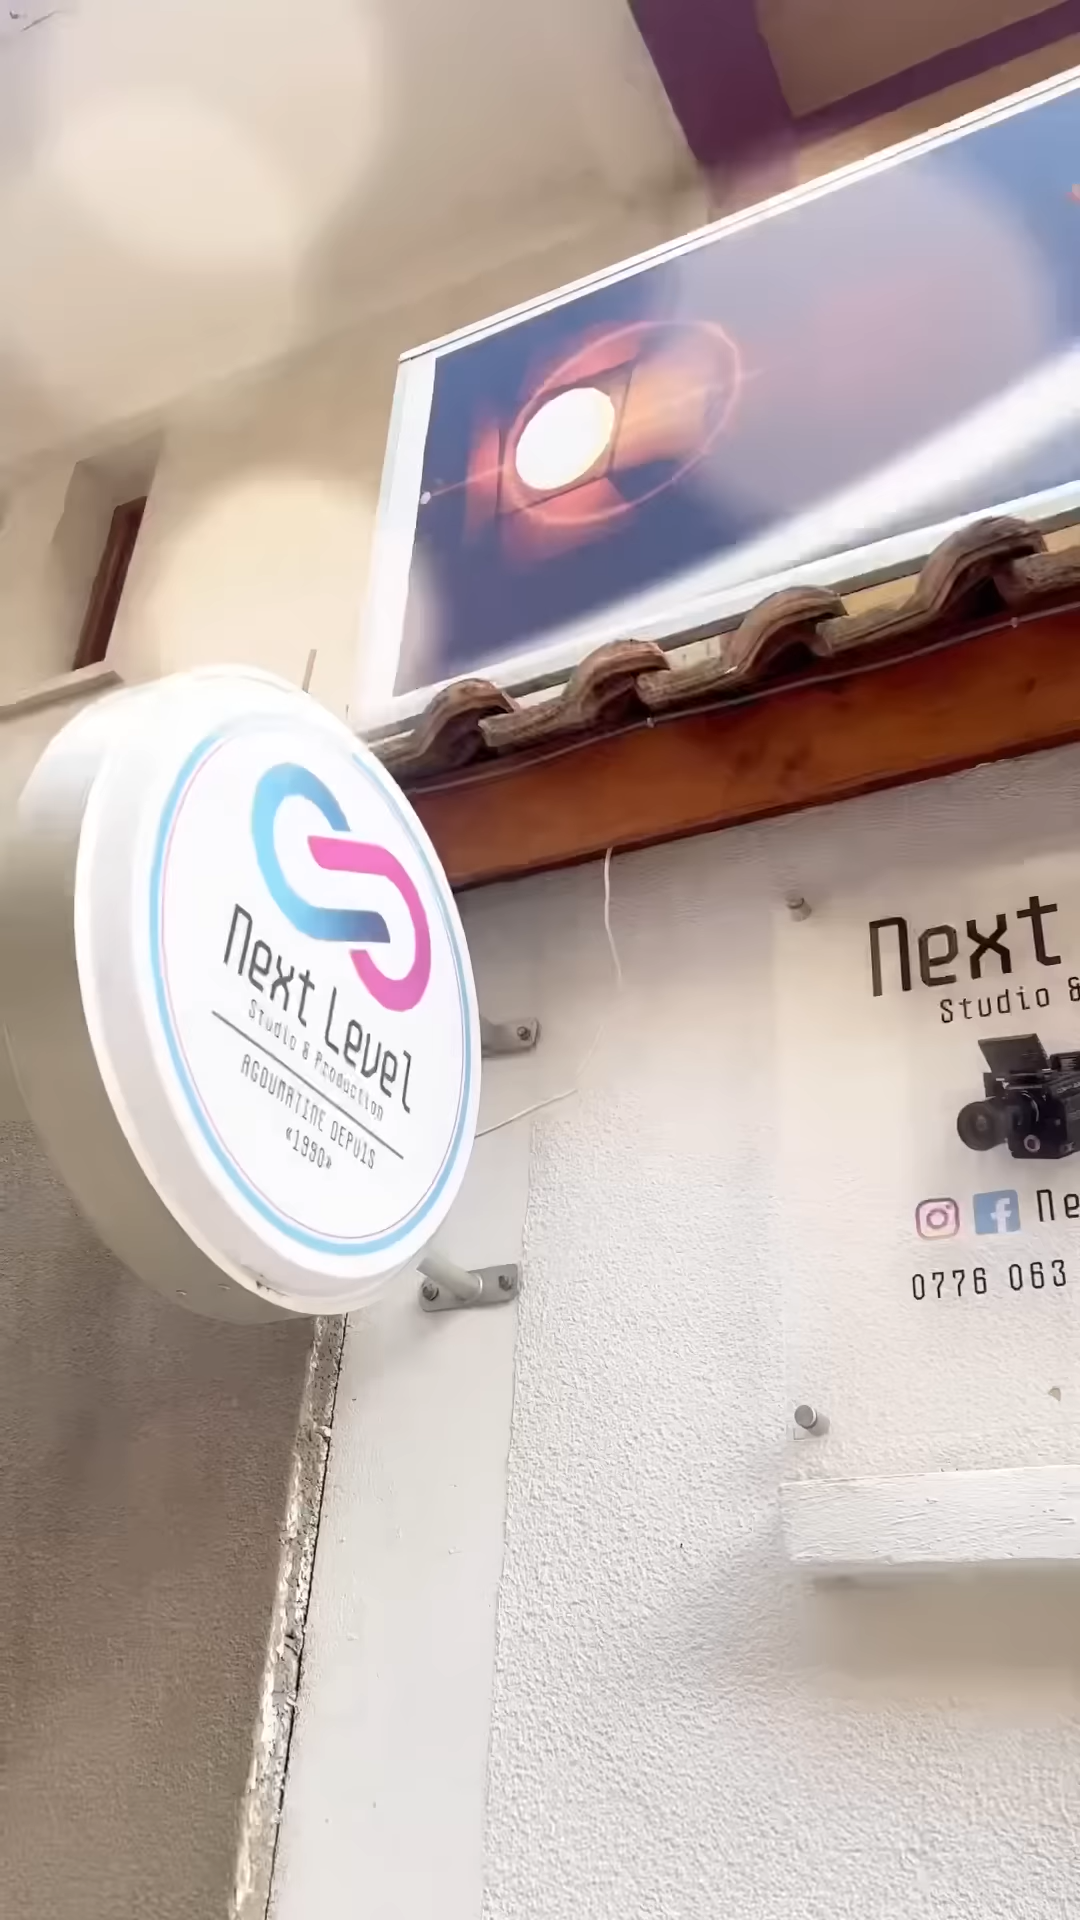 Next Level
Studio & Production
AGOUMATINE DEPUIS
«1990»
Next
Studio &
Ne
0776 063